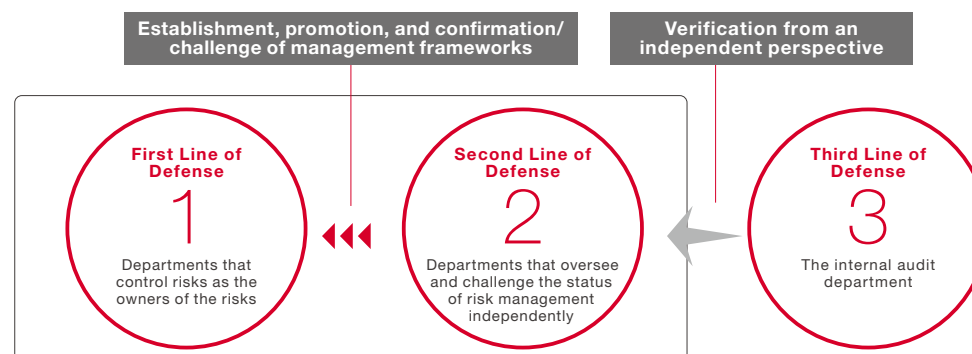 Establishment, promotion, and confirmation/
challenge of management frameworks
Verification from an
independent perspective
First Line of
Defense
1
Departments that
control risks as the
owners of the risks
Second Line of
Defense
2
Departments that oversee
and challenge the status
of risk management
independently
Third Line of
Defense
3
The internal audit
department